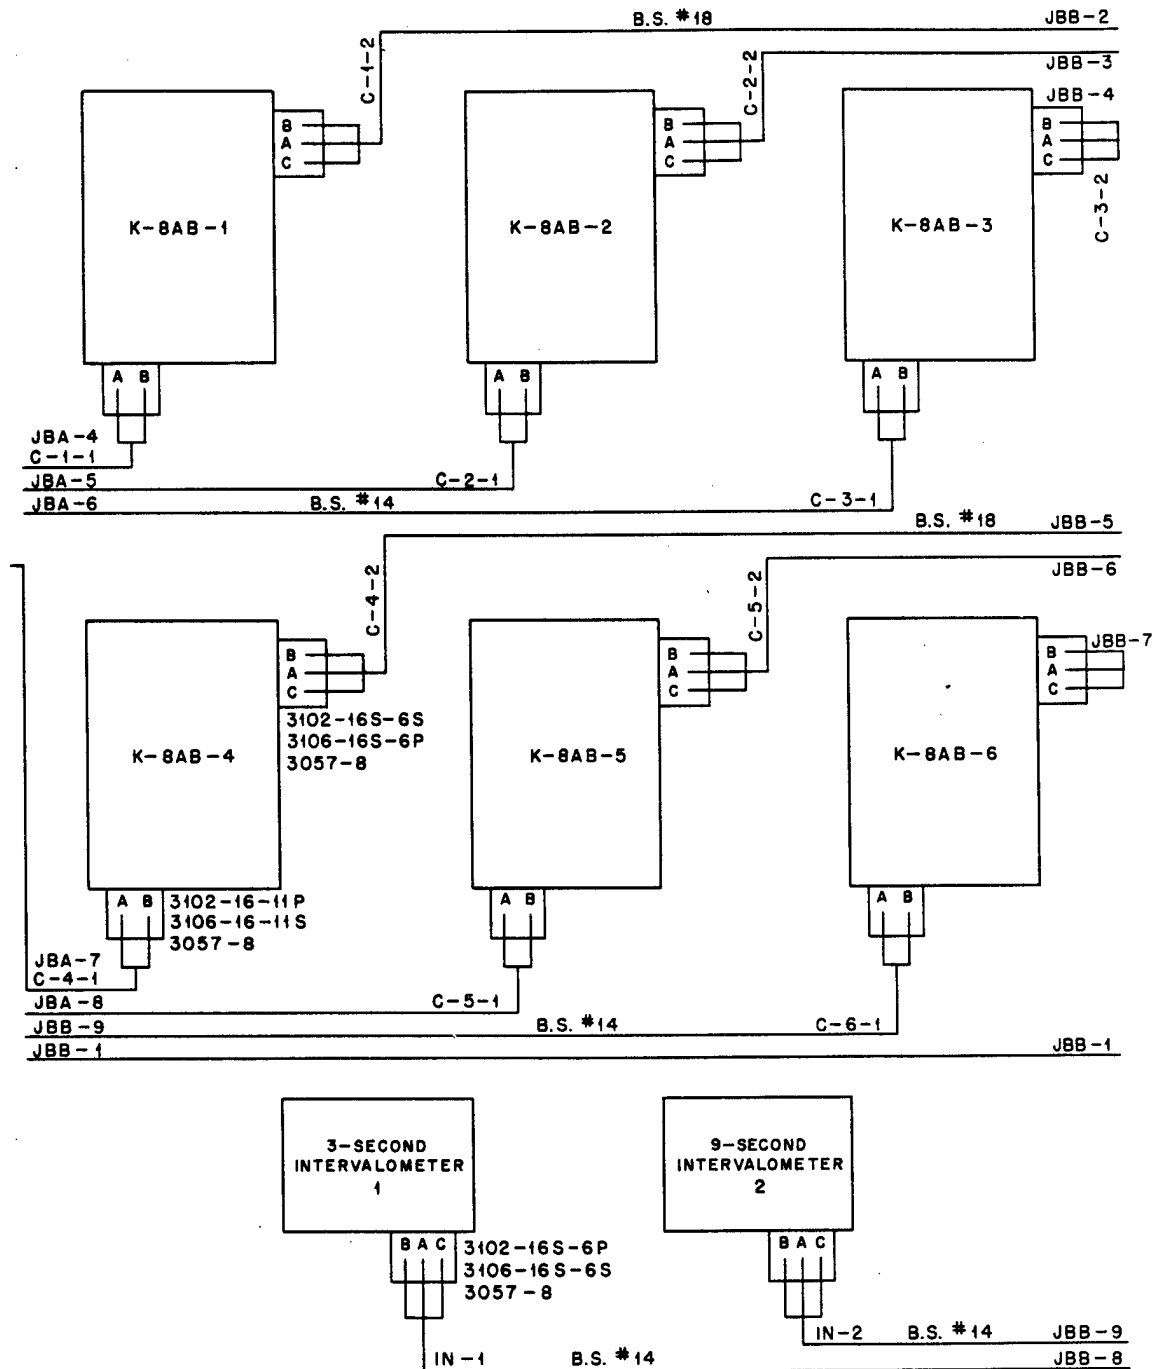 B.S. #18 JBB-2
C-1-2
C-2-2
JBB-3
JBB-4
B
A
C
B
A
C
B
A
C
C-3-2
K-8AB-1
K-8AB-2
K-8AB-3
A B
A B
A B
JBA-4
C-1-1
JBA-5
C-2-1
JBA-6
B.S. #14
C-3-1
B.S. #18 JBB-5
C-4-2
C-5-2
JBB-6
JBB-7
B
A
C
B
A
C
B
A
C
3102-16S-6S
3106-16S-6P
3057-8
K-8AB-4
K-8AB-5
K-8AB-6
A B
3102-16-11P
3106-16-11S
3057-8
A B
A B
JBA-7
C-4-1
JBA-8
C-5-1
JBB-9
B.S. #14
C-6-1
JBB-1
JBB-1
3-SECOND
INTERVALOMETER
1
9-SECOND
INTERVALOMETER
2
B A C
3102-16S-6P
3106-16S-6S
3057-8
B A C
IN-2 B.S. #14 JBB-9
IN-1 B.S. #14 JBB-8